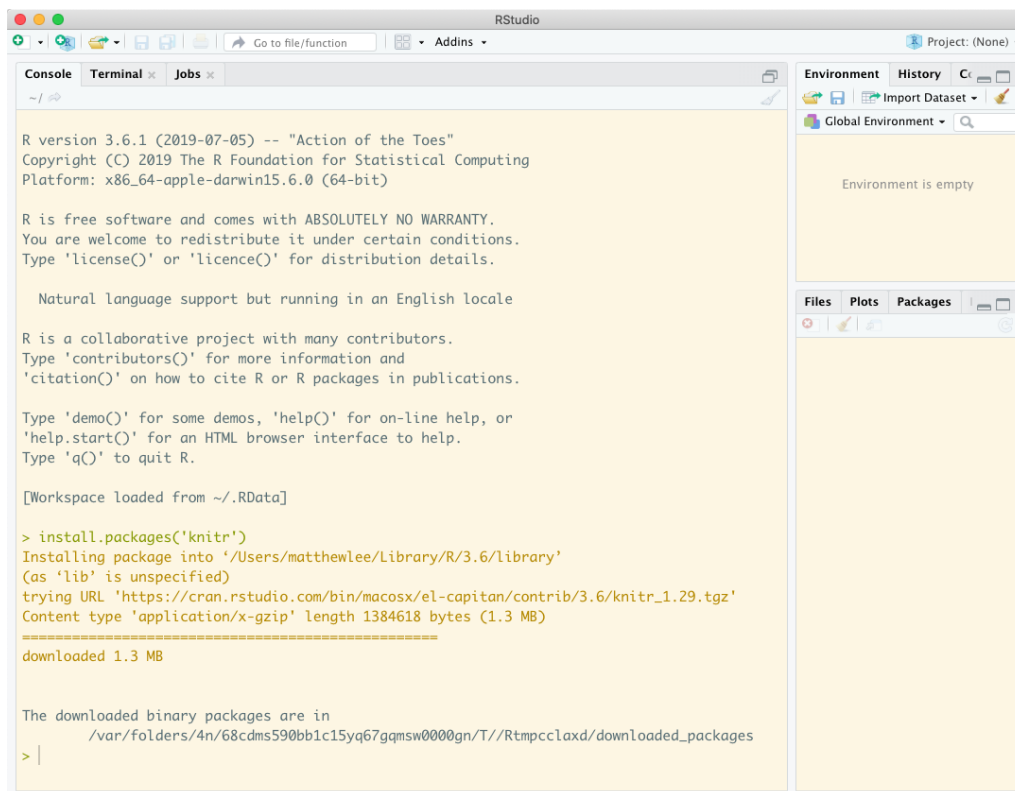 RStudio
Go to file/function
Addins
Project: (None)
Console Terminal Jobs
~/
R version 3.6.1 (2019-07-05) -- "Action of the Toes"
Copyright (C) 2019 The R Foundation for Statistical Computing
Platform: x86_64-apple-darwin15.6.0 (64-bit)
R is free software and comes with ABSOLUTELY NO WARRANTY.
You are welcome to redistribute it under certain conditions.
Type 'license()' or 'licence()' for distribution details.
Natural language support but running in an English locale
R is a collaborative project with many contributors.
Type 'contributors()' for more information and
'citation()' on how to cite R or R packages in publications.
Type 'demo()' for some demos, 'help()' for on-line help, or
'help.start()' for an HTML browser interface to help.
Type 'q()' to quit R.
[Workspace loaded from ~/.RData]
> install.packages('knitr')
Installing package into ‘/Users/matthewlee/Library/R/3.6/library’
(as ‘lib’ is unspecified)
trying URL 'https://cran.rstudio.com/bin/macosx/el-capitan/contrib/3.6/knitr_1.29.tgz'
Content type 'application/x-gzip' length 1384618 bytes (1.3 MB)
==================================================
downloaded 1.3 MB
The downloaded binary packages are in
/var/folders/4n/68cdms590bb1c15yq67gqmsw0000gn/T//Rtmpcclaxd/downloaded_packages
>
Environment History
Import Dataset
Global Environment
Environment is empty
Files Plots Packages